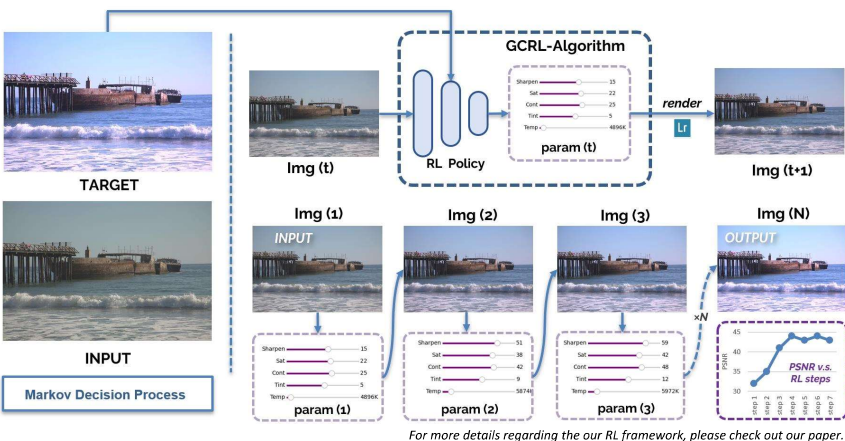 TARGET
INPUT
Markov Decision Process
GCRL-Algorithm
Img (t)
RL Policy
Sharpen 15
Sat 22
Cont 25
Tint 5
Temp 4896K
param (t)
render
Lr
Img (t+1)
Img (1)
Img (2)
Img (3)
Img (N)
INPUT
OUTPUT
Sharpen 15
Sat 22
Cont 25
Tint 5
Temp 4896K
param (1)
Sharpen 51
Sat 38
Cont 42
Tint 9
Temp 5874K
param (2)
Sharpen 59
Sat 42
Cont 48
Tint 12
Temp 5972K
param (3)
×N
PSNR
45
40
35
30
PSNR v.s.
RL steps
step 1
step 2
step 3
step 4
step 5
step 6
step 7
For more details regarding the our RL framework, please check out our paper.